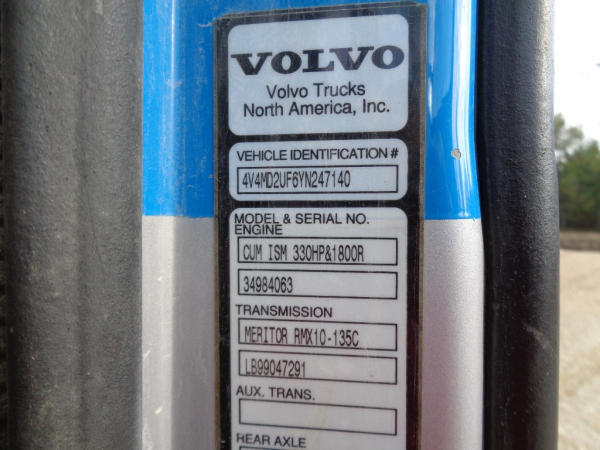 VOLVO
Volvo Trucks
North America, Inc.
VEHICLE IDENTIFICATION #
4V4MD2UF6YN247140
MODEL & SERIAL NO.
ENGINE
CUM ISM 330HP&1800R
34984063
TRANSMISSION
MERITOR RMX10-135C
LB99047291
AUX. TRANS.
REAR AXLE